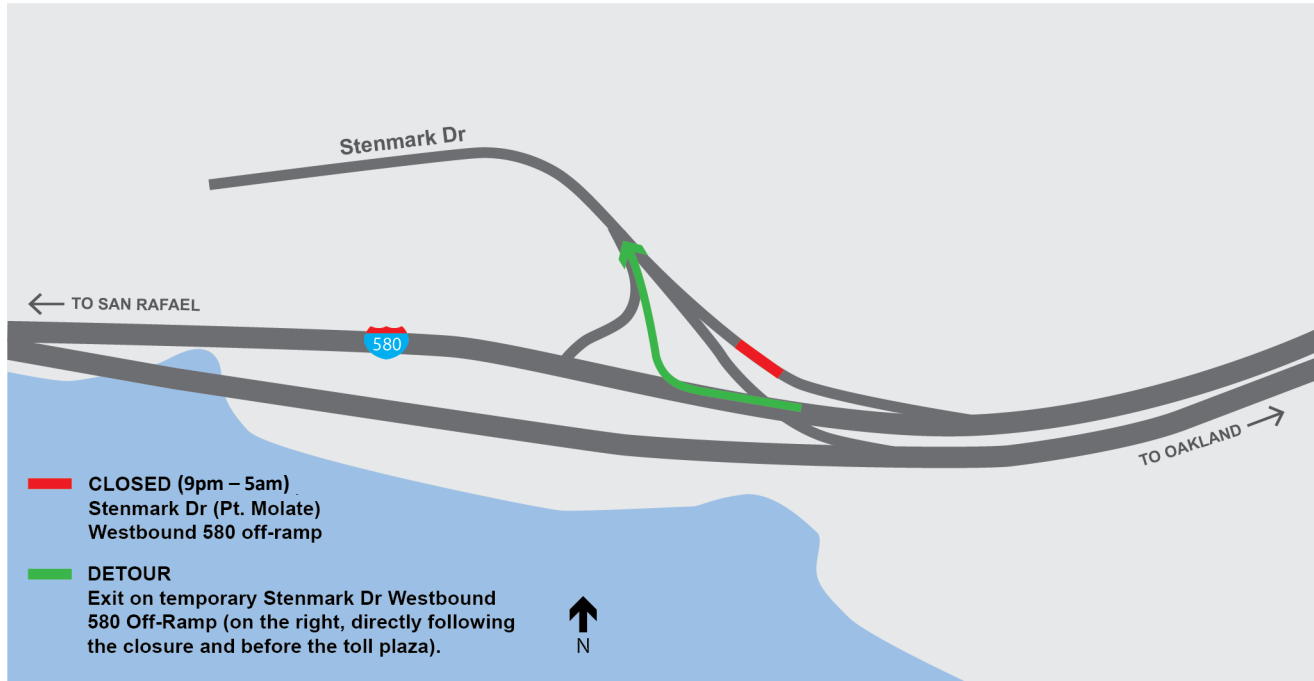 Stenmark Dr
TO SAN RAFAEL
580
TO OAKLAND
CLOSED (9pm – 5am)
Stenmark Dr (Pt. Molate)
Westbound 580 off-ramp
DETOUR
Exit on temporary Stenmark Dr Westbound
580 Off-Ramp (on the right, directly following
the closure and before the toll plaza).
N